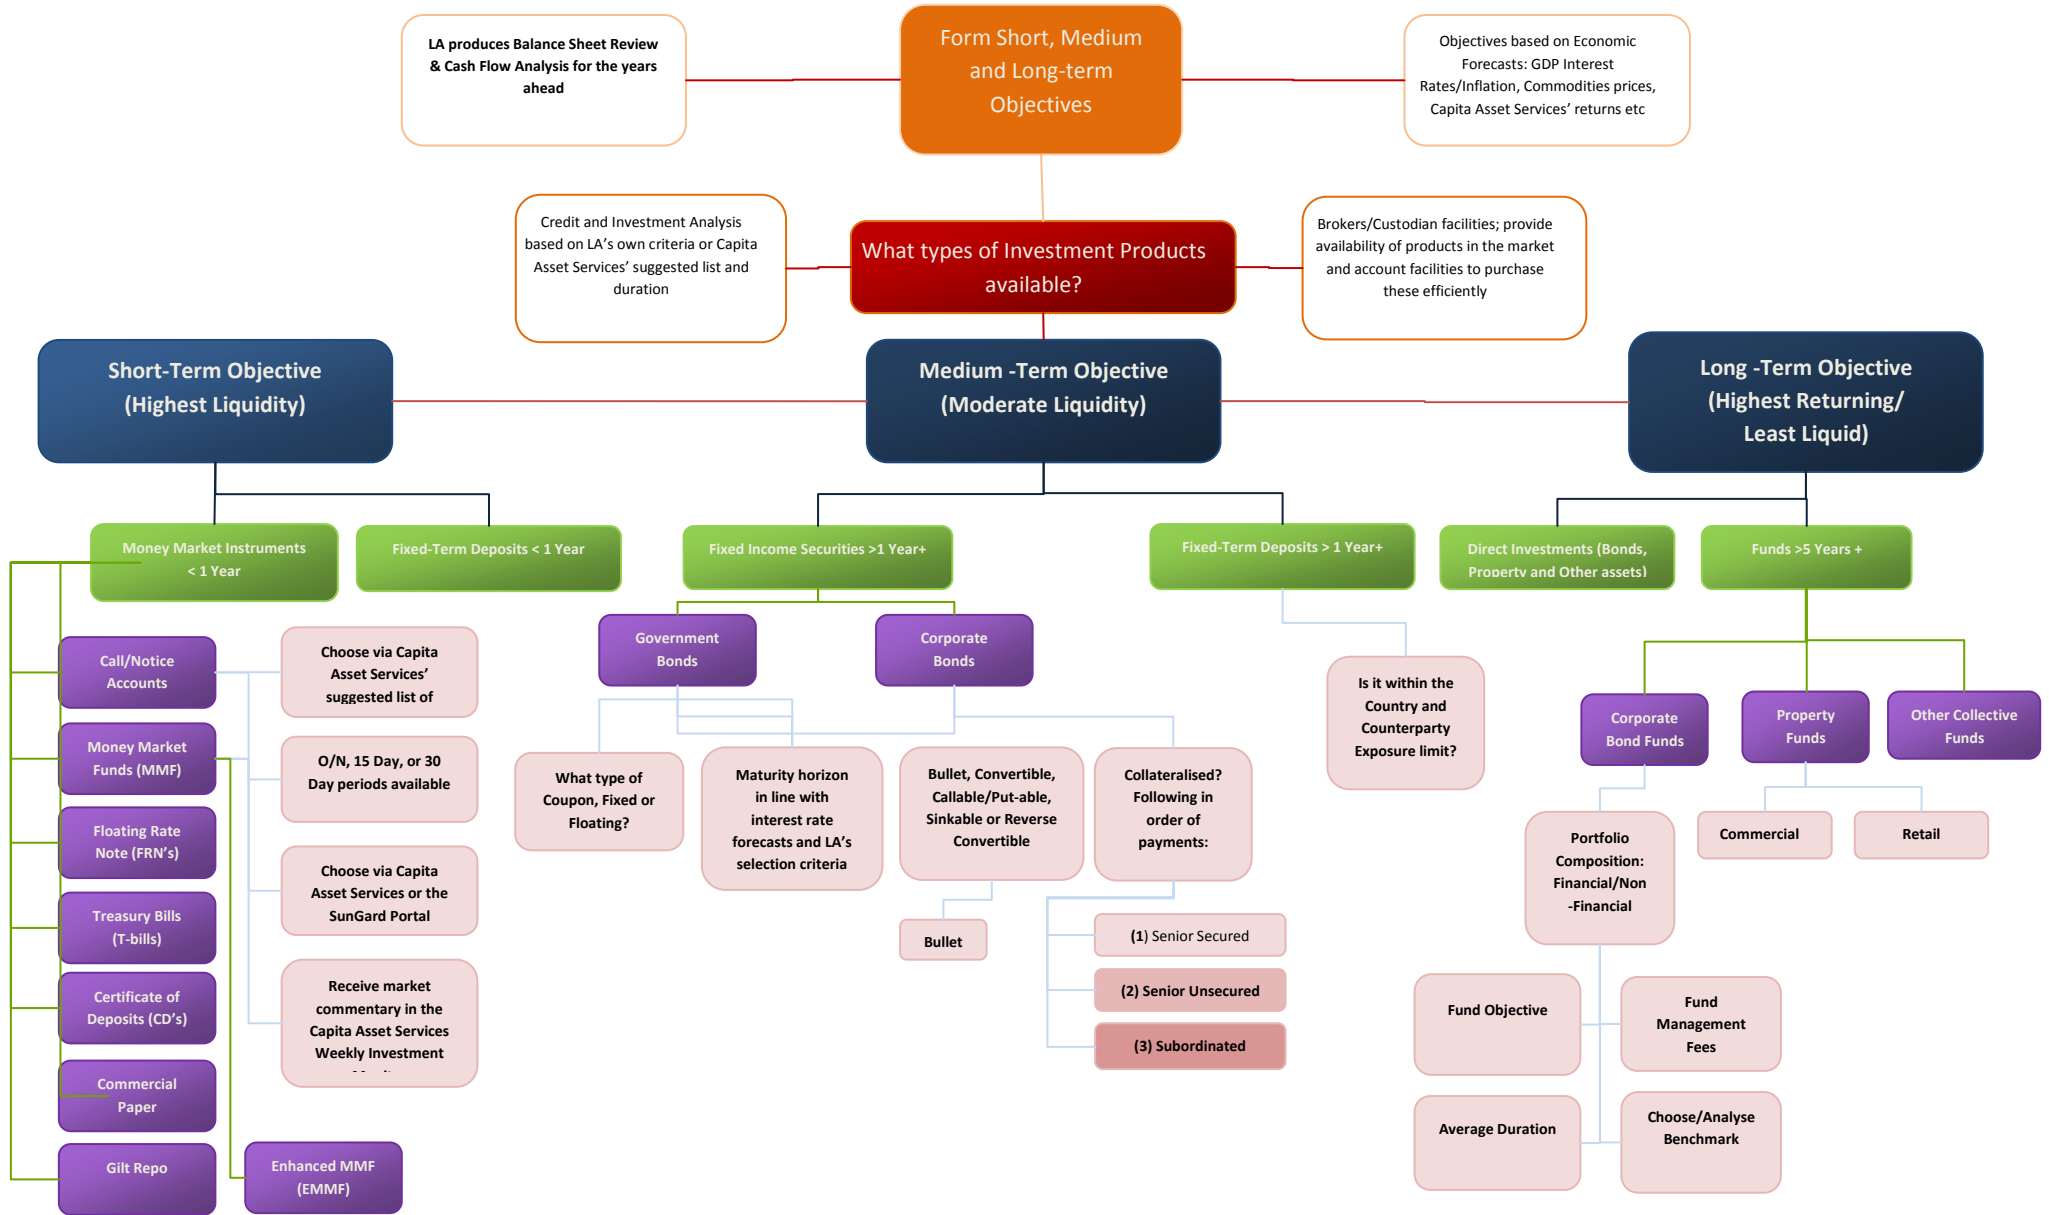 LA produces Balance Sheet Review
& Cash Flow Analysis for the years
ahead
Form Short, Medium
and Long-term
Objectives
Objectives based on Economic
Forecasts: GDP Interest
Rates/Inflation, Commodities prices,
Capita Asset Services’ returns etc
Credit and Investment Analysis
based on LA’s own criteria or Capita
Asset Services’ suggested list and
duration
What types of Investment Products
available?
Brokers/Custodian facilities; provide
availability of products in the market
and account facilities to purchase
these efficiently
Short-Term Objective
(Highest Liquidity)
Medium -Term Objective
(Moderate Liquidity)
Long -Term Objective
(Highest Returning/
Least Liquid)
Money Market Instruments
< 1 Year
Fixed-Term Deposits < 1 Year
Fixed Income Securities >1 Year+
Fixed-Term Deposits > 1 Year+
Direct Investments (Bonds,
Property and Other assets)
Funds >5 Years +
Call/Notice
Accounts
Money Market
Funds (MMF)
Floating Rate
Note (FRN’s)
Treasury Bills
(T-bills)
Certificate of
Deposits (CD’s)
Commercial
Paper
Gilt Repo
Enhanced MMF
(EMMF)
Choose via Capita
Asset Services’
suggested list of
O/N, 15 Day, or 30
Day periods available
Choose via Capita
Asset Services or the
SunGard Portal
Receive market
commentary in the
Capita Asset Services
Weekly Investment
Government
Bonds
Corporate
Bonds
What type of
Coupon, Fixed or
Floating?
Maturity horizon
in line with
interest rate
forecasts and LA’s
selection criteria
Bullet, Convertible,
Callable/Put-able,
Sinkable or Reverse
Convertible
Bullet
Collateralised?
Following in
order of
payments:
(1) Senior Secured
(2) Senior Unsecured
(3) Subordinated
Is it within the
Country and
Counterparty
Exposure limit?
Corporate
Bond Funds
Property
Funds
Other Collective
Funds
Commercial
Retail
Portfolio
Composition:
Financial/Non
-Financial
Fund Objective
Fund
Management
Fees
Average Duration
Choose/Analyse
Benchmark